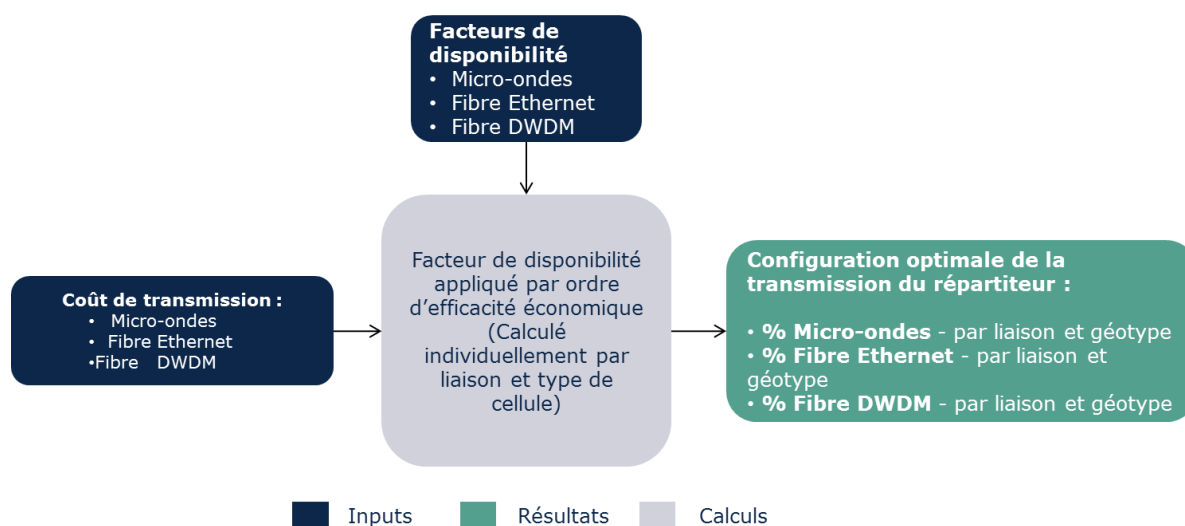 Facteurs de
disponibilité
• Micro-ondes
• Fibre Ethernet
• Fibre DWDM
Coût de transmission :
• Micro-ondes
• Fibre Ethernet
•Fibre DWDM
Facteur de disponibilité
appliqué par ordre
d’efficacité économique
(Calculé
individuellement par
liaison et type de
cellule)
Configuration optimale de la
transmission du répartiteur :
• % Micro-ondes - par liaison et géotype
• % Fibre Ethernet - par liaison et
géotype
• % Fibre DWDM - par liaison et géotype
Inputs
Résultats
Calculs